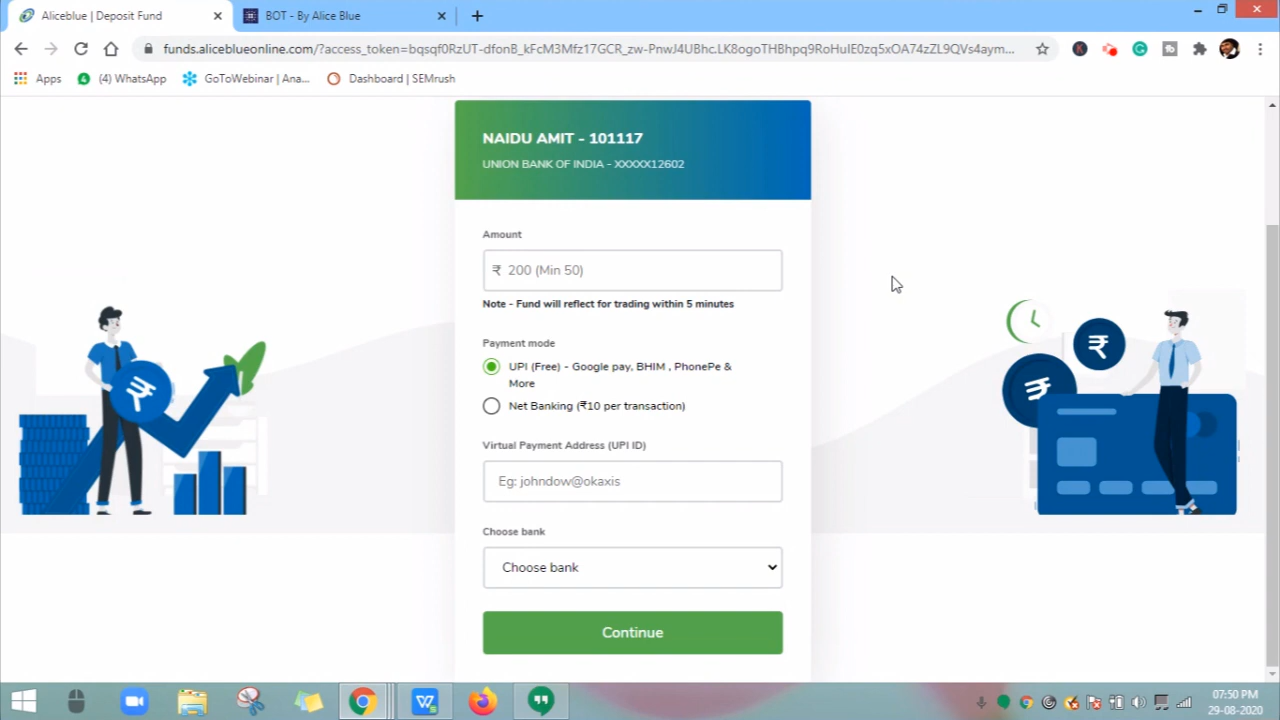 Aliceblue | Deposit Fund
BOT - By Alice Blue
funds.aliceblueonline.com/?access_token=bqsqf0RzUT-dfonB_kFcM3Mfz17GCR_zw-PnwJ4UBhc.LK8ogoTHBhpq9RoHuIE0zqSxOA74zZL9QVs4aym...
Apps
(4) WhatsApp
GoToWebinar | Ana...
Dashboard | SEMrush
NAIDU AMIT - 101117
UNION BANK OF INDIA - XXXXX12602
Amount
₹ 200 (Min 50)
Note - Fund will reflect for trading within 5 minutes
Payment mode
UPI (Free) - Google pay, BHIM , PhonePe &
More
Net Banking (₹10 per transaction)
Virtual Payment Address (UPI ID)
Eg: johndow@okaxis
Choose bank
Choose bank
Continue
07:50 PM
29-08-2020